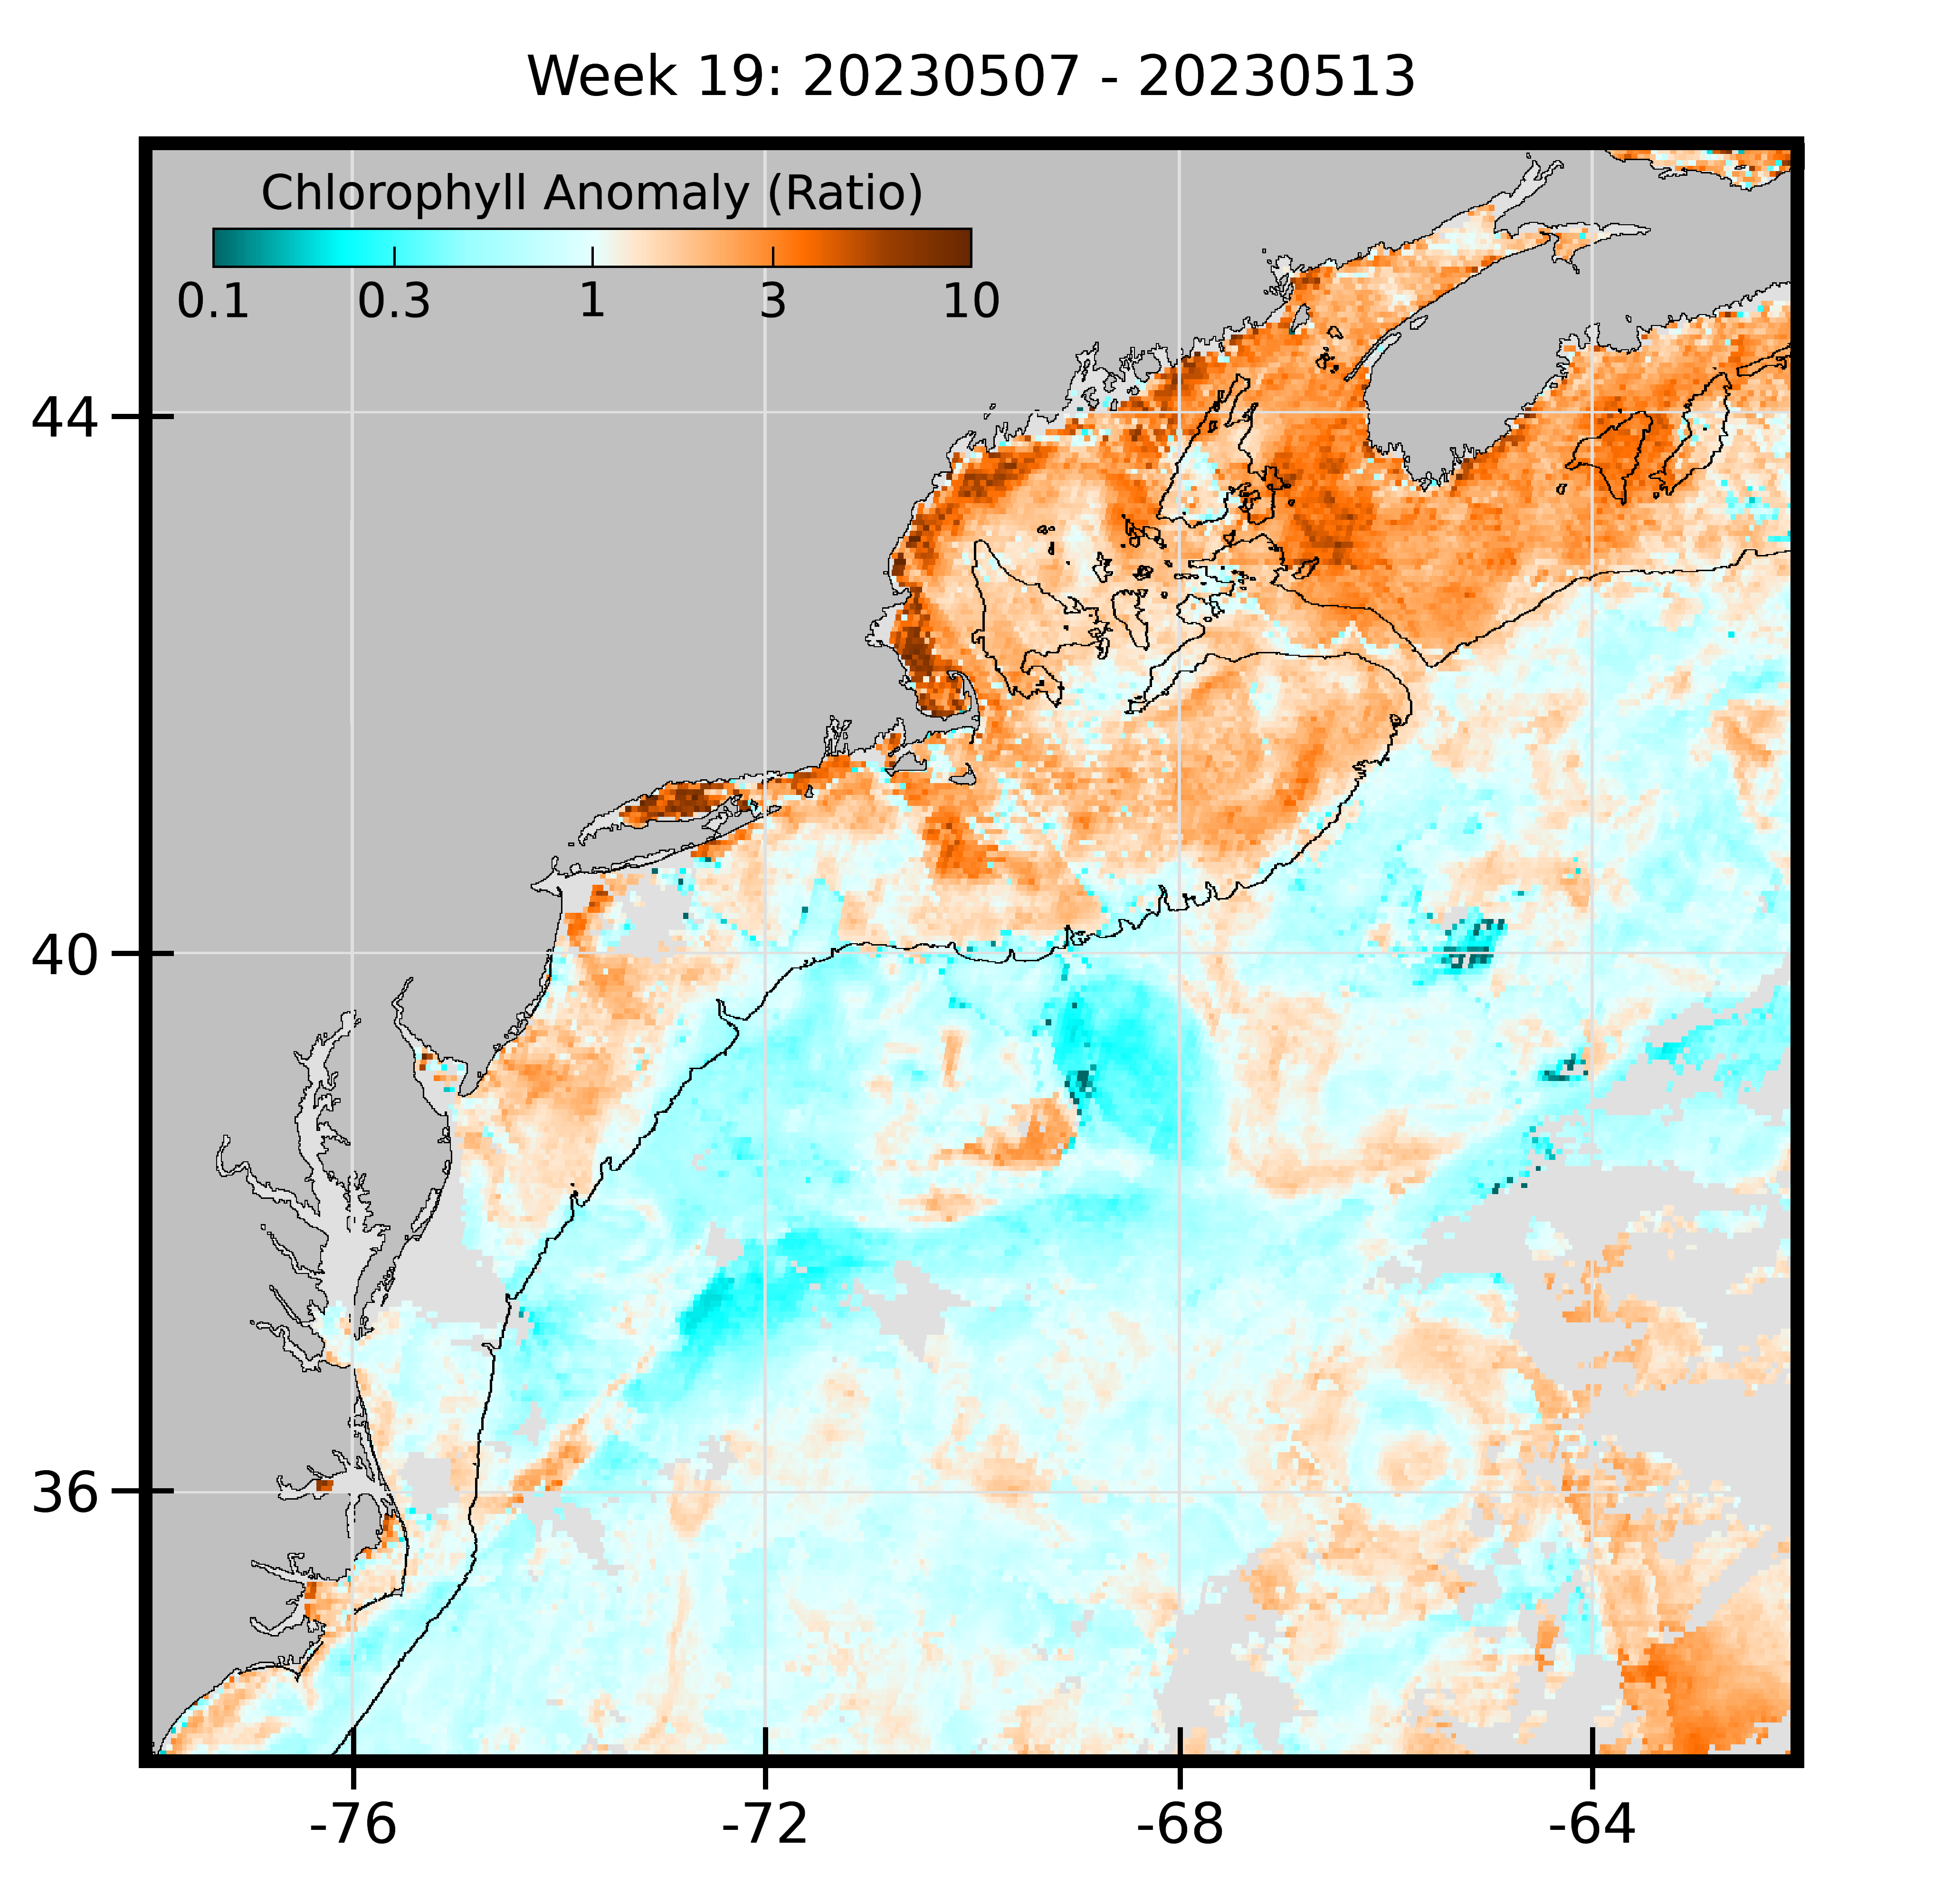 Week 19: 20230507 - 20230513
Chlorophyll Anomaly (Ratio)
0.1 0.3 1 3 10
44
40
36
-76 -72 -68 -64